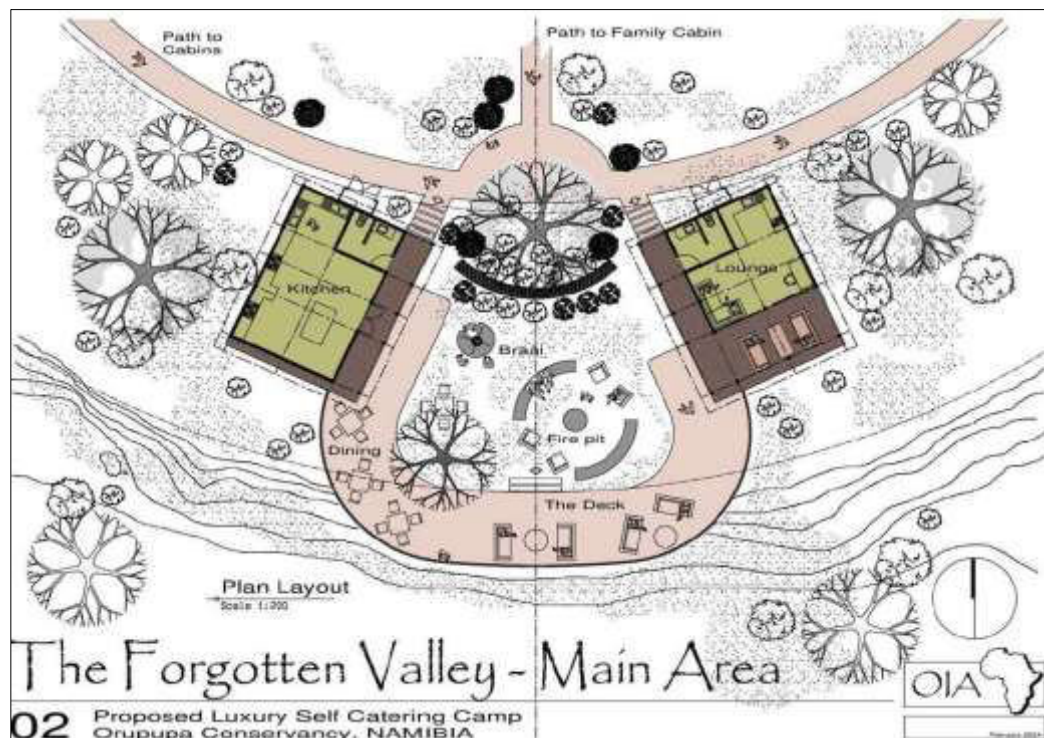 Path to
Cabins
Path to Family Cabin
Kitchen
Lounge
Braai
Dining
Fire pit
The Deck
Plan Layout
Scale 1:200
The Forgotten Valley - Main Area
OIA
02
Proposed Luxury Self Catering Camp
Orupupa Conservancy, NAMIBIA